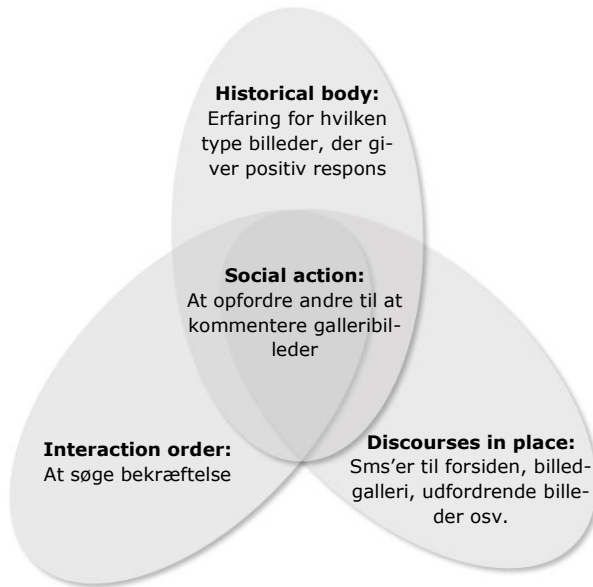 Historical body:
Erfaring for hvilken
type billeder, der gi-
ver positiv respons
Social action:
At opfordre andre til at
kommentere galleribil-
leder
Interaction order:
At søge bekræftelse
Discourses in place:
Sms'er til forsiden, billed-
galleri, udfordrende bille-
der osv.